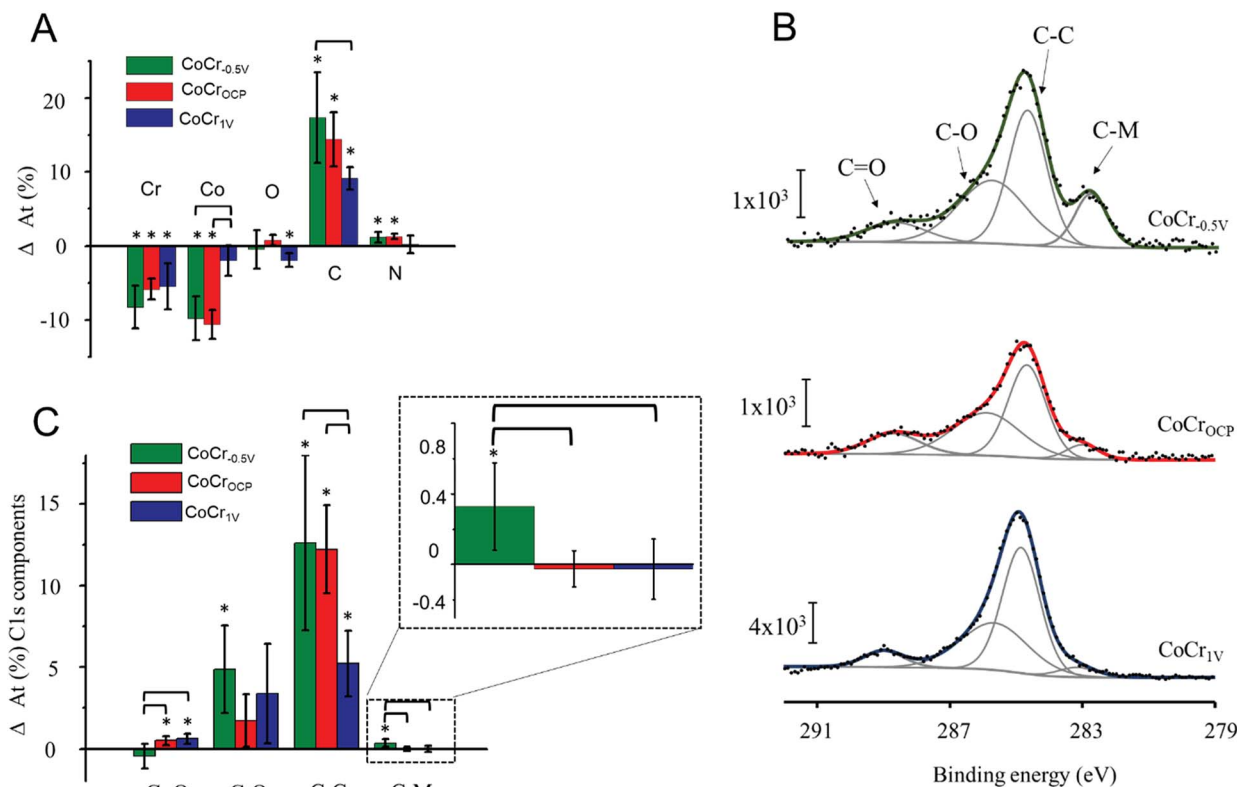 A
CoCr-0.5V
CoCrOCP
CoCr1V
Δ At (%)
20
10
0
-10
Cr
Co
O
C
N
* * *
* *
*
* * *
* *
B
C-C
C-O
C-M
C=O
1x10³
CoCr-0.5V
1x10³
CoCrOCP
4x10³
CoCr1V
291
287
283
279
Binding energy (eV)
C
CoCr-0.5V
CoCrOCP
CoCr1V
Δ At (%) C1s components
15
10
5
0
* *
*
* * *
*
0.8
0.4
0
-0.4
*
C-M